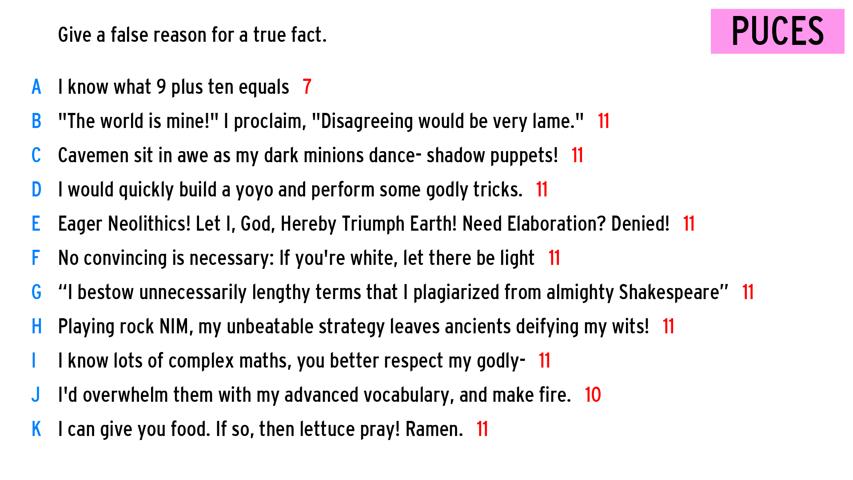 Give a false reason for a true fact.
PUCES
A I know what 9 plus ten equals 7
B "The world is mine!" I proclaim, "Disagreeing would be very lame." 11
C Cavemen sit in awe as my dark minions dance- shadow puppets! 11
D I would quickly build a yoyo and perform some godly tricks. 11
E Eager Neolithics! Let I, God, Hereby Triumph Earth! Need Elaboration? Denied! 11
F No convincing is necessary: If you're white, let there be light 11
G “I bestow unnecessarily lengthy terms that I plagiarized from almighty Shakespeare” 11
H Playing rock NIM, my unbeatable strategy leaves ancients deifying my wits! 11
I I know lots of complex maths, you better respect my godly- 11
J I'd overwhelm them with my advanced vocabulary, and make fire. 10
K I can give you food. If so, then lettuce pray! Ramen. 11